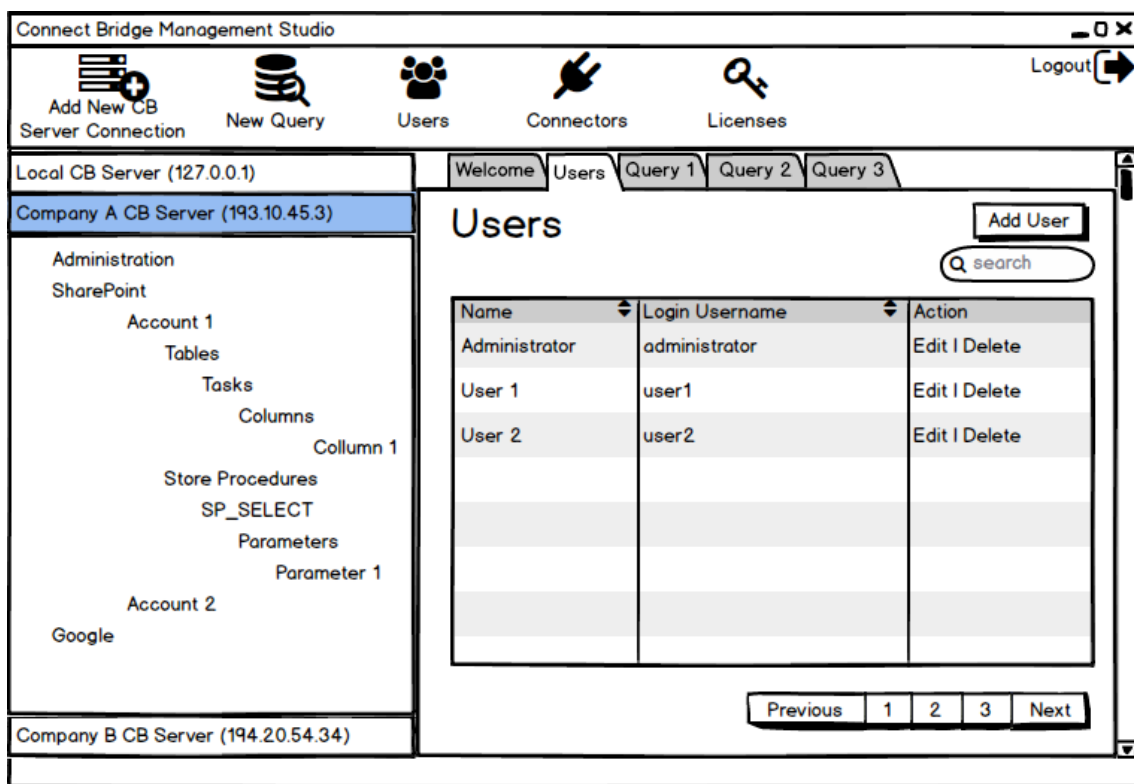 Connect Bridge Management Studio
Add New CB
Server Connection
New Query
Users
Connectors
Licenses
Logout
Local CB Server (127.0.0.1)
Company A CB Server (193.10.45.3)
Administration
SharePoint
Account 1
Tables
Tasks
Columns
Collumn 1
Store Procedures
SP_SELECT
Parameters
Parameter 1
Account 2
Google
Company B CB Server (194.20.54.34)
Welcome Users Query 1 Query 2 Query 3
Users
Add User
search
Name Login Username Action
Administrator administrator Edit | Delete
User 1 user1 Edit | Delete
User 2 user2 Edit | Delete
Previous 1 2 3 Next